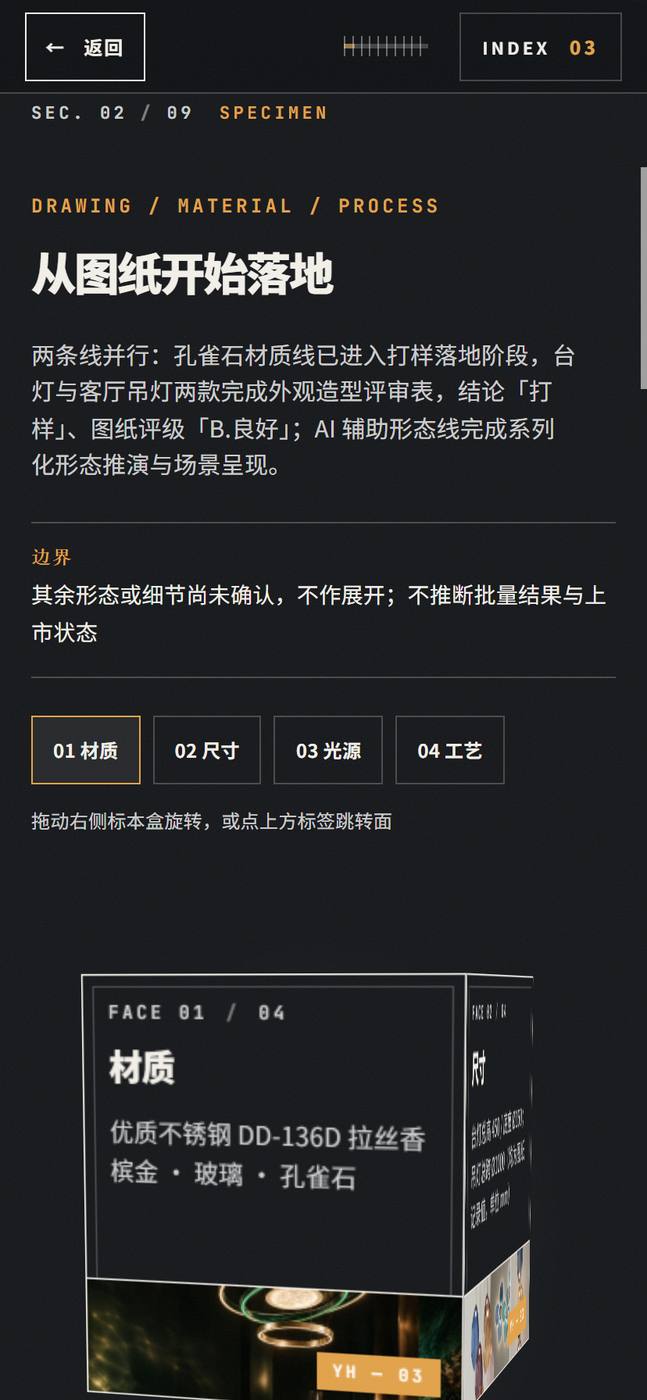 ← 返回
INDEX 03
SEC. 02 / 09 SPECIMEN
DRAWING / MATERIAL / PROCESS
从图纸开始落地
两条线并行：孔雀石材质线已进入打样落地阶段，台
灯与客厅吊灯两款完成外观造型评审表，结论「打
样」、图纸评级「B.良好」；AI 辅助形态线完成系列
化形态推演与场景呈现。
边界
其余形态或细节尚未确认，不作展开；不推断批量结果与上
市状态
01 材质
02 尺寸
03 光源
04 工艺
拖动右侧标本盒旋转，或点上方标签跳转面
FACE 01 / 04
材质
优质不锈钢 DD-136D 拉丝香
槟金 · 玻璃 · 孔雀石
YH — 03
FACE 02 / 04
尺寸